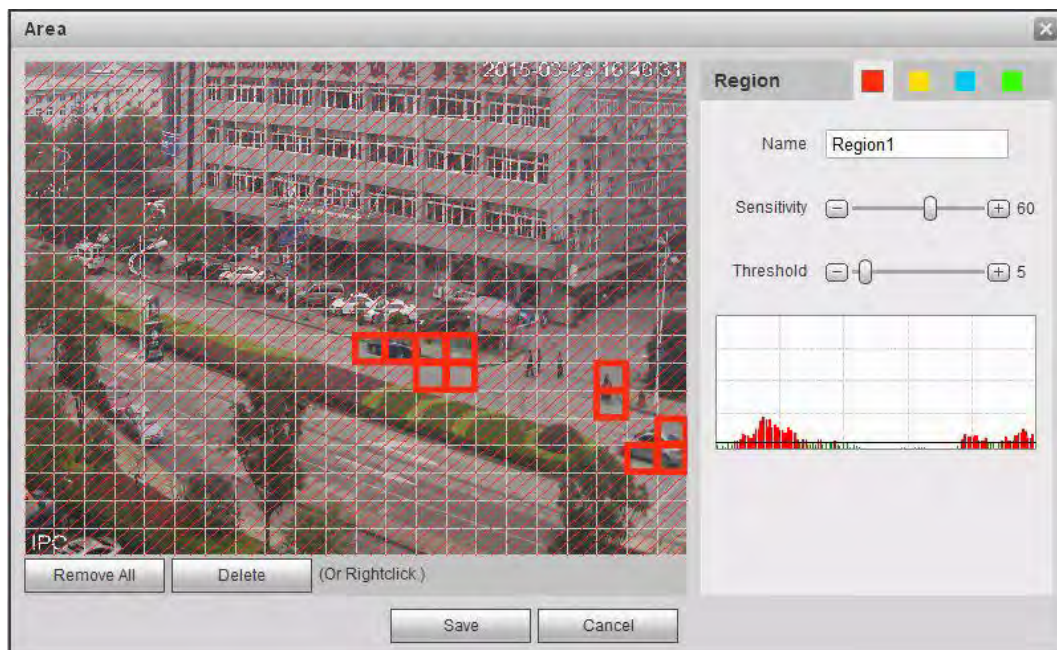 Area
2015-03-23 16:40:31
Region
Name
Region1
Sensitivity
60
Threshold
5
IPC
Remove All
Delete
(Or Rightclick.)
Save
Cancel